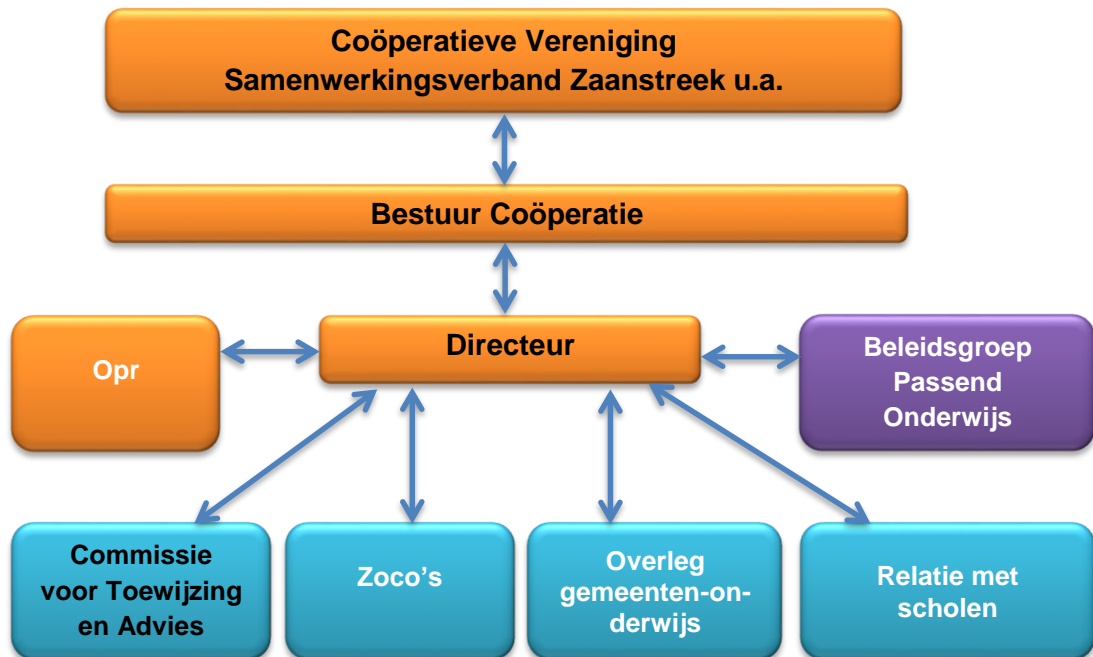 Coöperatieve Vereniging
Samenwerkingsverband Zaanstreek u.a.
Bestuur Coöperatie
Opr
Directeur
Beleidsgroep
Passend
Onderwijs
Commissie
voor Toewijzing
en Advies
Zoco's
Overleg
gemeenten-on-
derwijs
Relatie met
scholen